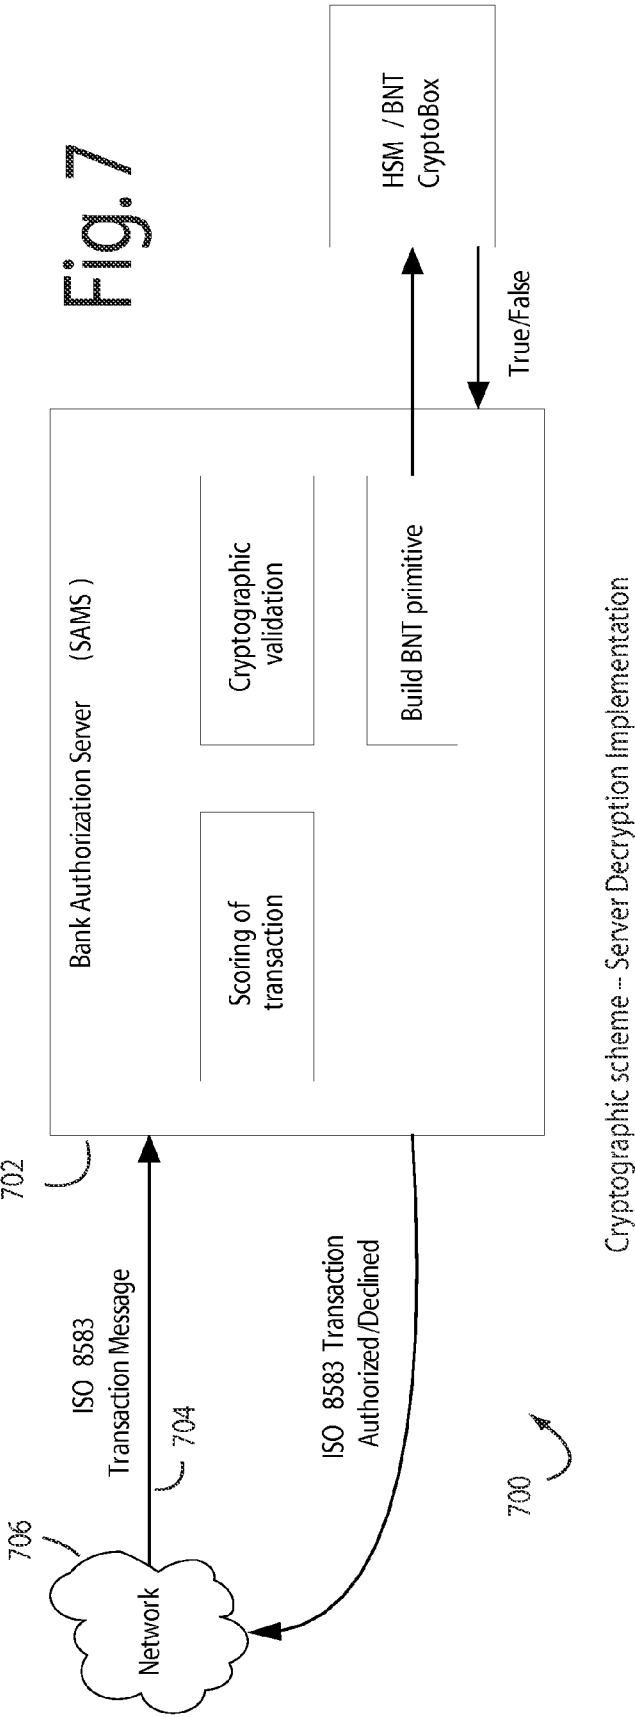 Fig. 7
702
Bank Authorization Server (SAMS )
706
ISO 8583
Transaction Message
704
Network
Scoring of
transaction
Cryptographic
validation
Build BNT primitive
HSM / BNT
CryptoBox
True/False
ISO 8583 Transaction
Authorized/Declined
700
Cryptographic scheme – Server Decryption Implementation